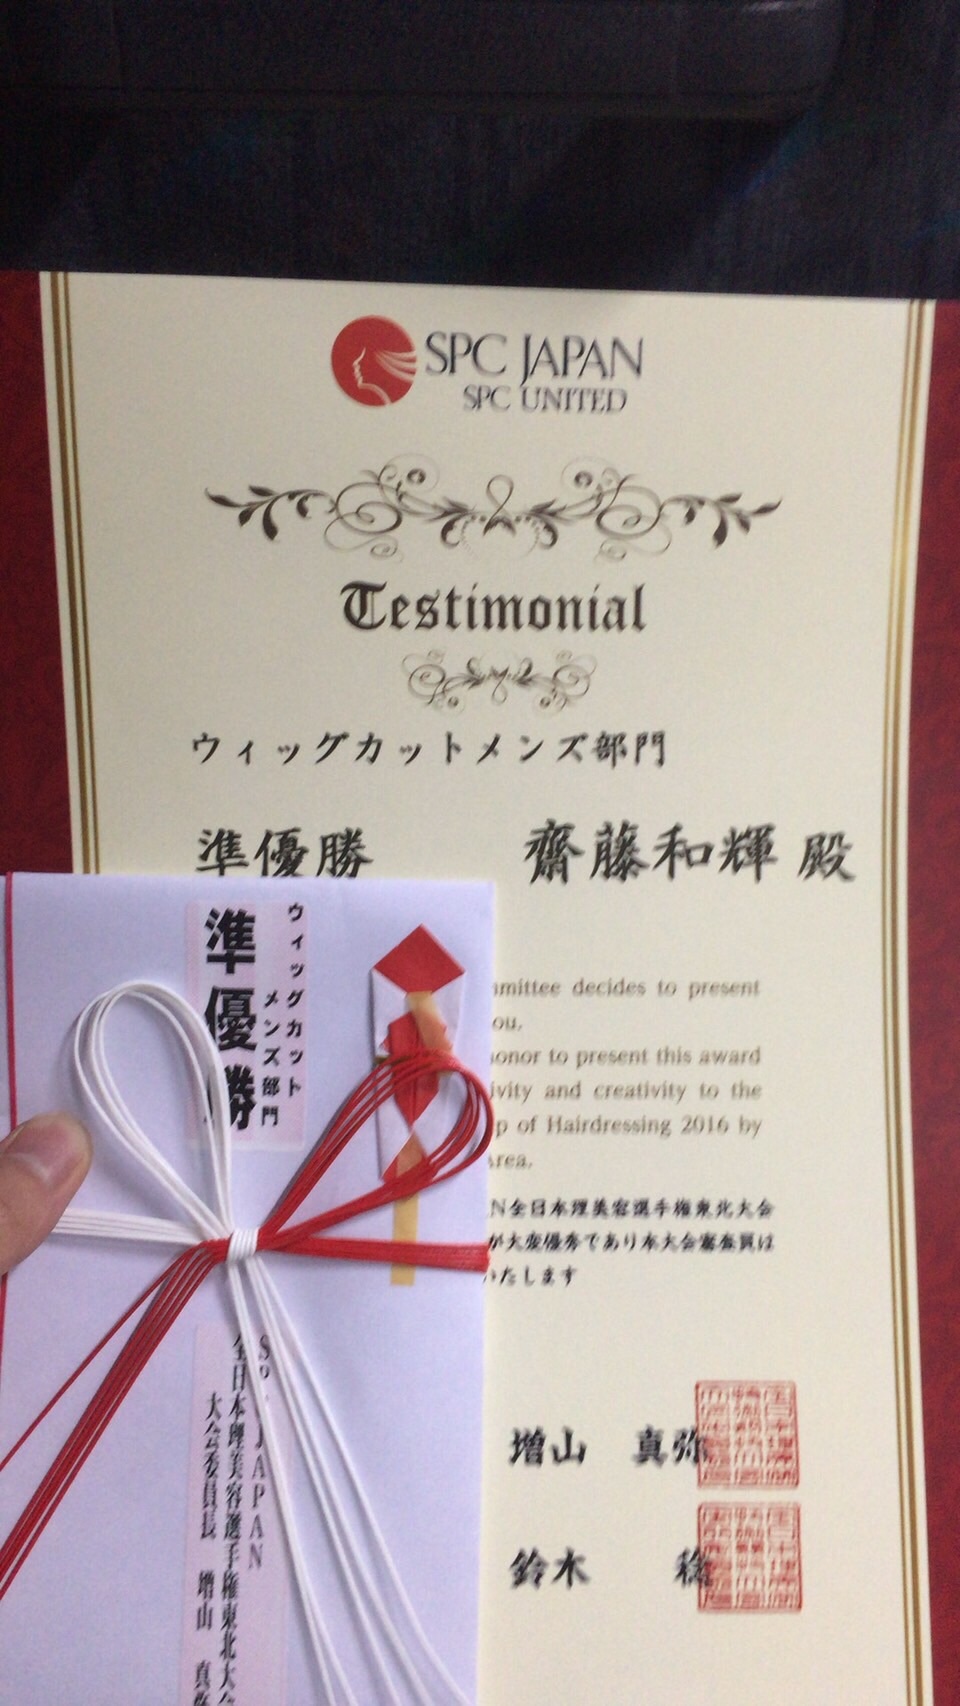 SPC JAPAN
SPC UNITED
Testimonial
ウィッグカットメンズ部門
準優勝 齋藤和輝 殿
decides to present
ou.
onor to present this award
ivity and creativity to the
p of Hairdressing 2016 by
Area.
N全日本理美容選手権東北大会
が大変優秀であり本大会審査員は
いたします
増山 真弥
鈴木
ウィッグカット
メンズ部門
準優勝
JAPAN
全日本理美容選手権東北大会
大会委員長 増山 真弥